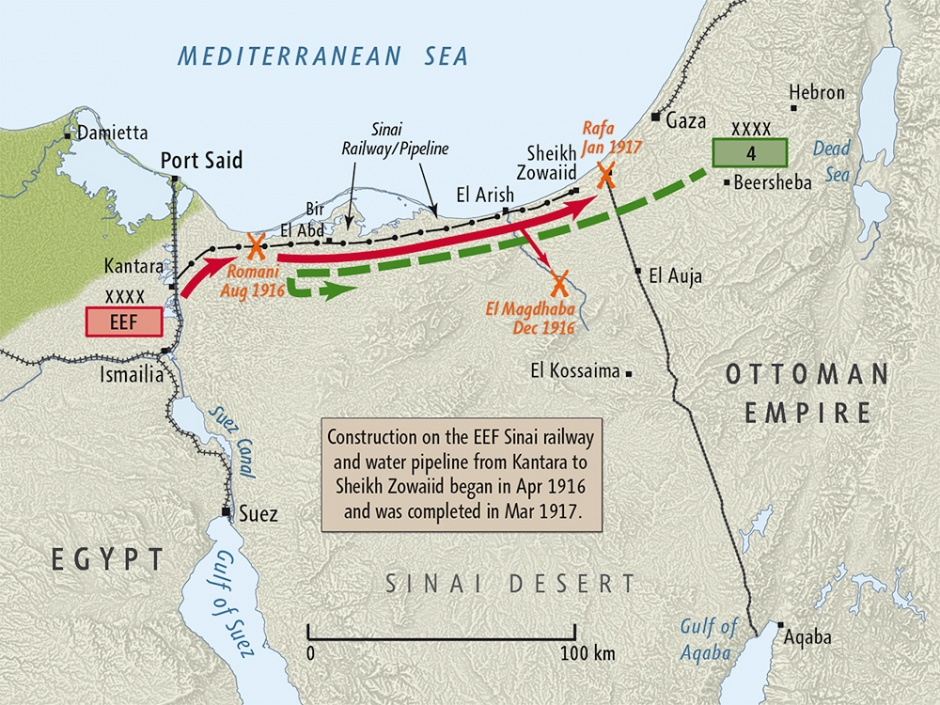 MEDITERRANEAN SEA
Damietta
Port Said
Sinai
Railway/Pipeline
Rafa
Jan 1917
Sheikh
Zowaiid
Gaza
Hebron
XXXX
4
Dead
Sea
Beersheba
El Arish
Bir
El Abd
Kantara
XXXX
EEF
Romani
Aug 1916
El Auja
El Magdhaba
Dec 1916
Ismailia
El Kossaima
OTTOMAN
EMPIRE
Suez Canal
Construction on the EEF Sinai railway
and water pipeline from Kantara to
Sheikh Zowaiid began in Apr 1916
and was completed in Mar 1917.
Suez
EGYPT
Gulf of Suez
SINAI DESERT
0
100 km
Gulf of
Aqaba
Aqaba